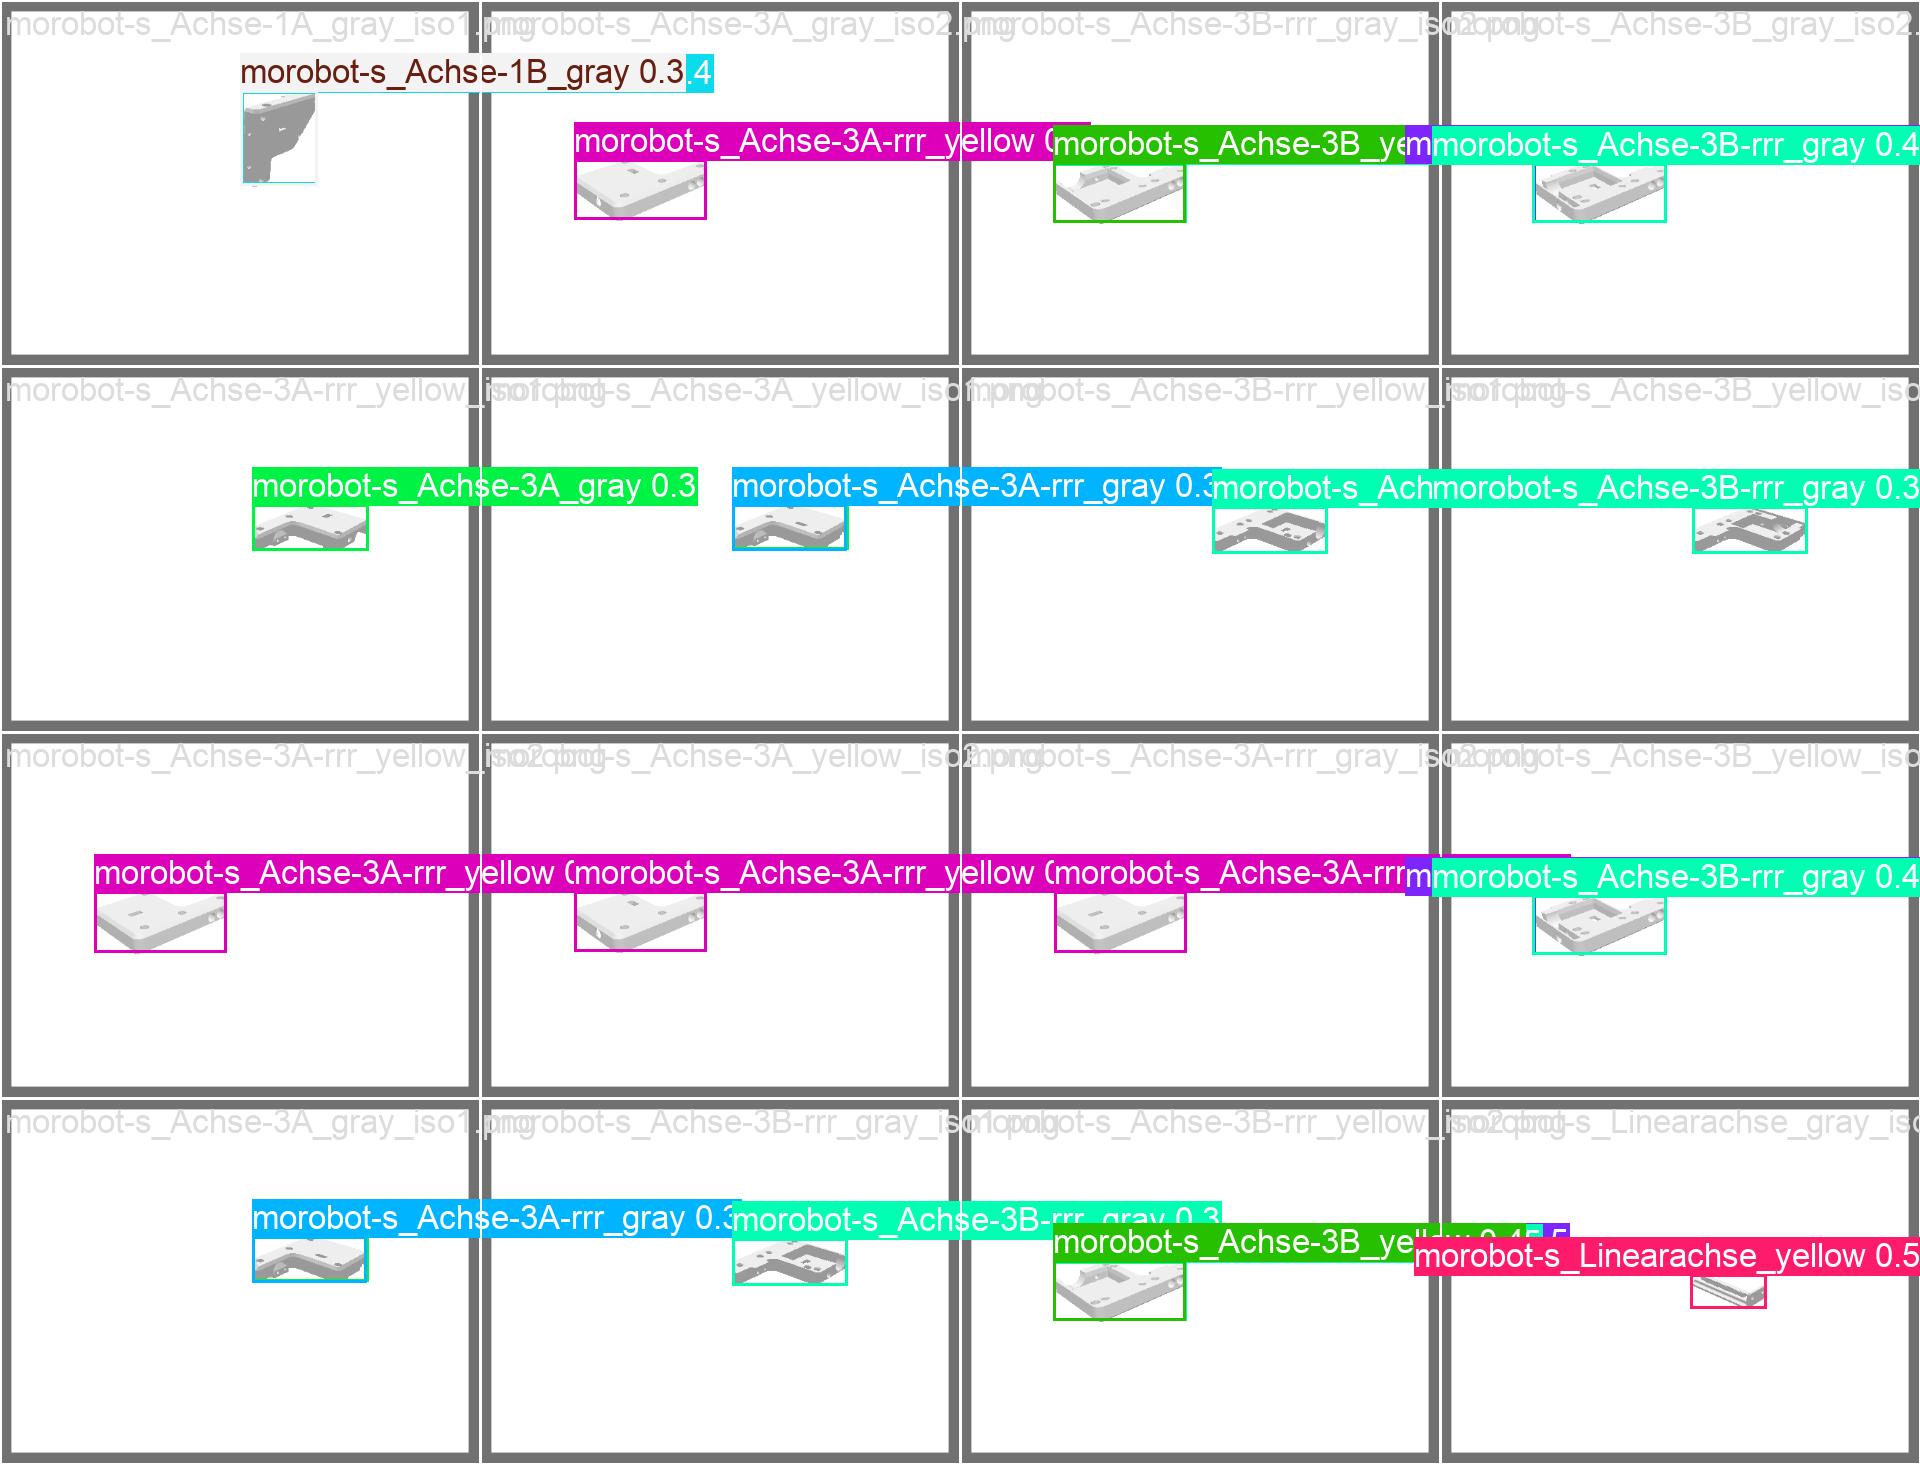 morobot-s_Achse-1A_gray_iso1.png
morobot-s_Achse-3A_gray_iso2.png
morobot-s_Achse-3B-rrr_gray_iso2.png
morobot-s_Achse-3B_gray_iso2.
morobot-s_Achse-1B_gray 0.3
.4
morobot-s_Achse-3A-rrr_yellow 0
morobot-s_Achse-3B_ye
m
morobot-s_Achse-3B-rrr_gray 0.4
morobot-s_Achse-3A-rrr_yellow_iso1.png
morobot-s_Achse-3A_yellow_iso1.png
morobot-s_Achse-3B-rrr_yellow_iso1.png
morobot-s_Achse-3B_yellow_iso
morobot-s_Achse-3A_gray 0.3
morobot-s_Achse-3A-rrr_gray 0.3
morobot-s_Ach
morobot-s_Achse-3B-rrr_gray 0.3
morobot-s_Achse-3A-rrr_yellow_iso2.png
morobot-s_Achse-3A_yellow_iso2.png
morobot-s_Achse-3A-rrr_gray_iso2.png
morobot-s_Achse-3B_yellow_iso
morobot-s_Achse-3A-rrr_yellow 0
morobot-s_Achse-3A-rrr_yellow 0
morobot-s_Achse-3A-rrr
m
morobot-s_Achse-3B-rrr_gray 0.4
morobot-s_Achse-3A_gray_iso1.png
morobot-s_Achse-3B-rrr_gray_iso1.png
morobot-s_Achse-3B-rrr_yellow_iso2.png
morobot-s_Linearachse_gray_iso
morobot-s_Achse-3A-rrr_gray 0.3
morobot-s_Achse-3B-rrr_gray 0.3
morobot-s_Achse-3B_yellow 0.45
.5
morobot-s_Linearachse_yellow 0.5